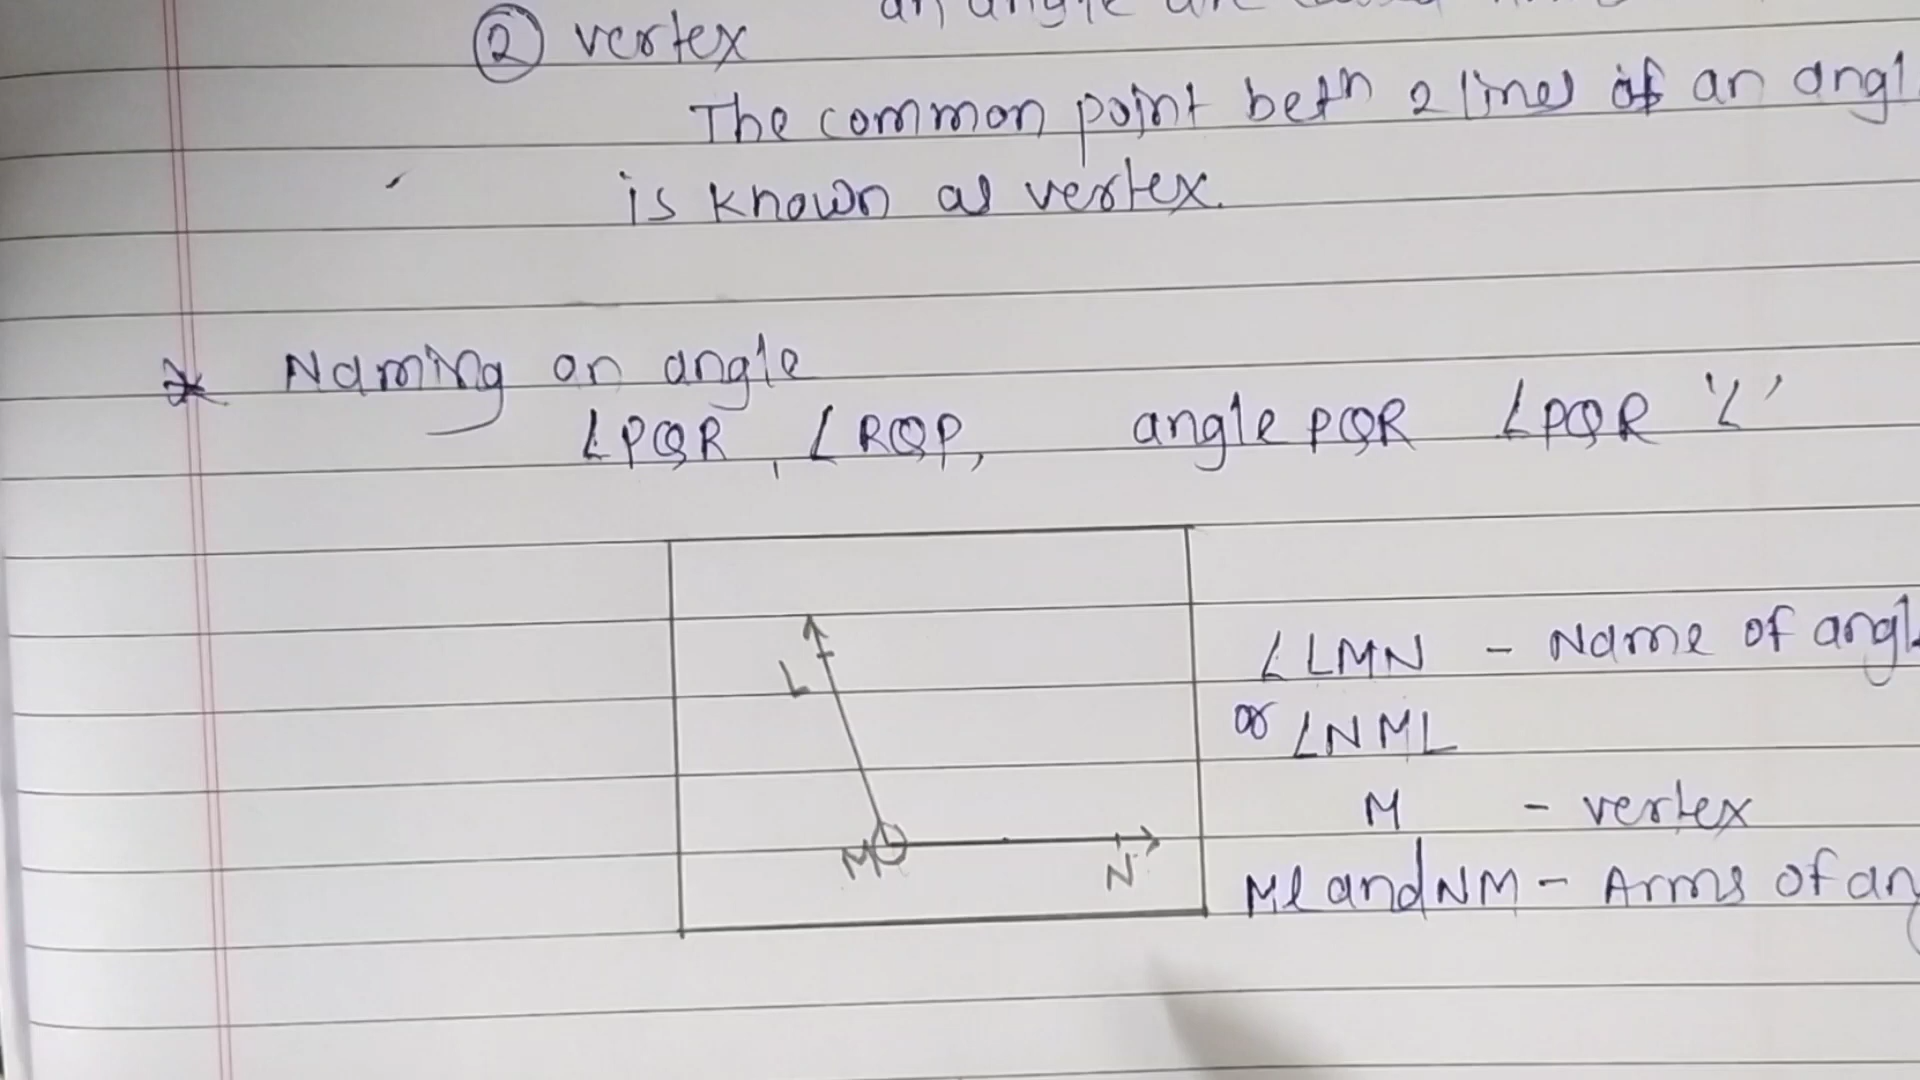 ② vertex
The common point betn 2 lines of an angl
is known as vertex.
* Naming an angle
∠PQR, ∠RQP, angle PQR ∠PQR '∠'
L
M
N
∠LMN - Name of angl
or ∠NML
M - vertex
Ml and NM - Arms of an